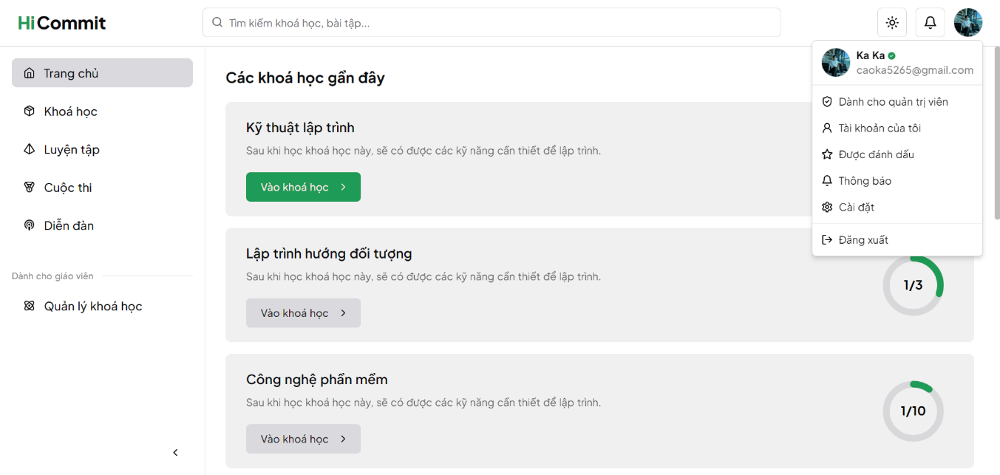 HiCommit
Tìm kiếm khoá học, bài tập...
Ka Ka
caoka5265@gmail.com
Dành cho quản trị viên
Tài khoản của tôi
Được đánh dấu
Thông báo
Cài đặt
Đăng xuất
Trang chủ
Khoá học
Luyện tập
Cuộc thi
Diễn đàn
Dành cho giáo viên
Quản lý khoá học
Các khoá học gần đây
Kỹ thuật lập trình
Sau khi học khoá học này, sẽ có được các kỹ năng cần thiết để lập trình.
Vào khoá học
Lập trình hướng đối tượng
Sau khi học khoá học này, sẽ có được các kỹ năng cần thiết để lập trình.
Vào khoá học
1/3
Công nghệ phần mềm
Sau khi học khoá học này, sẽ có được các kỹ năng cần thiết để lập trình.
Vào khoá học
1/10